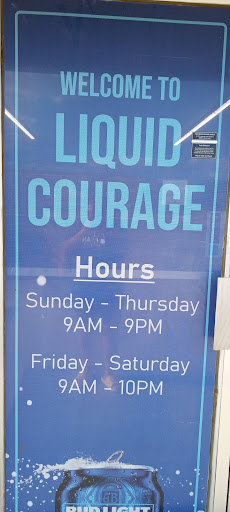 WELCOME TO
LIQUID
COURAGE
Hours
Sunday - Thursday
9AM - 9PM
Friday - Saturday
9AM - 10PM
BUD LIGHT